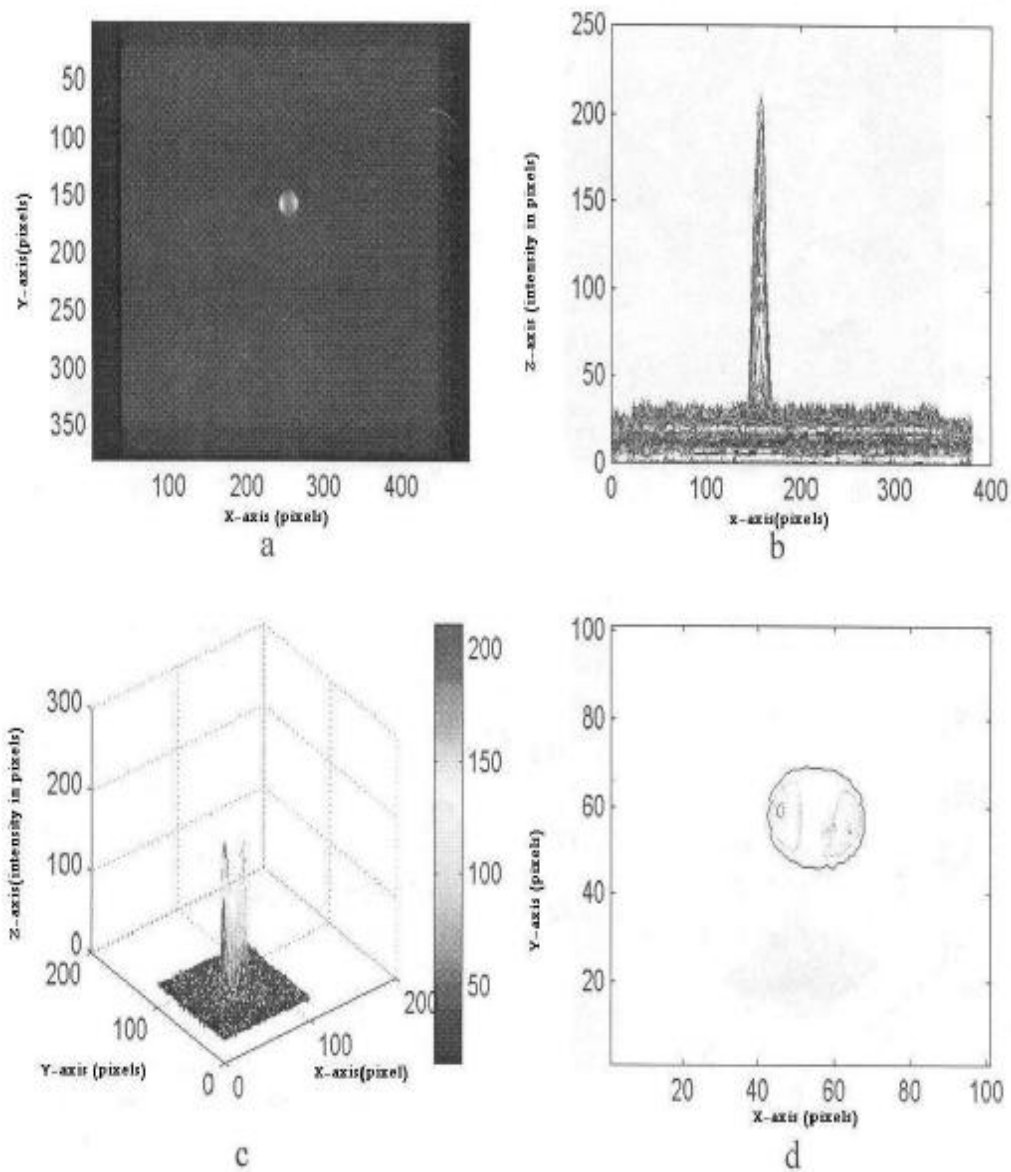 50
100
150
200
250
300
350
Y-axis(pixels)
100 200 300 400
X-axis (pixels)
a
250
200
150
100
50
0
Z-axis (intensity in pixels)
0 100 200 300 400
x-axis(pixels)
b
300
200
100
0
Z-axis(intensity in pixels)
200
100
0
Y-axis (pixels)
0
100
200
X-axis(pixel)
200
150
100
50
c
100
80
60
40
20
Y-axis (pixels)
20 40 60 80 100
X-axis (pixels)
d